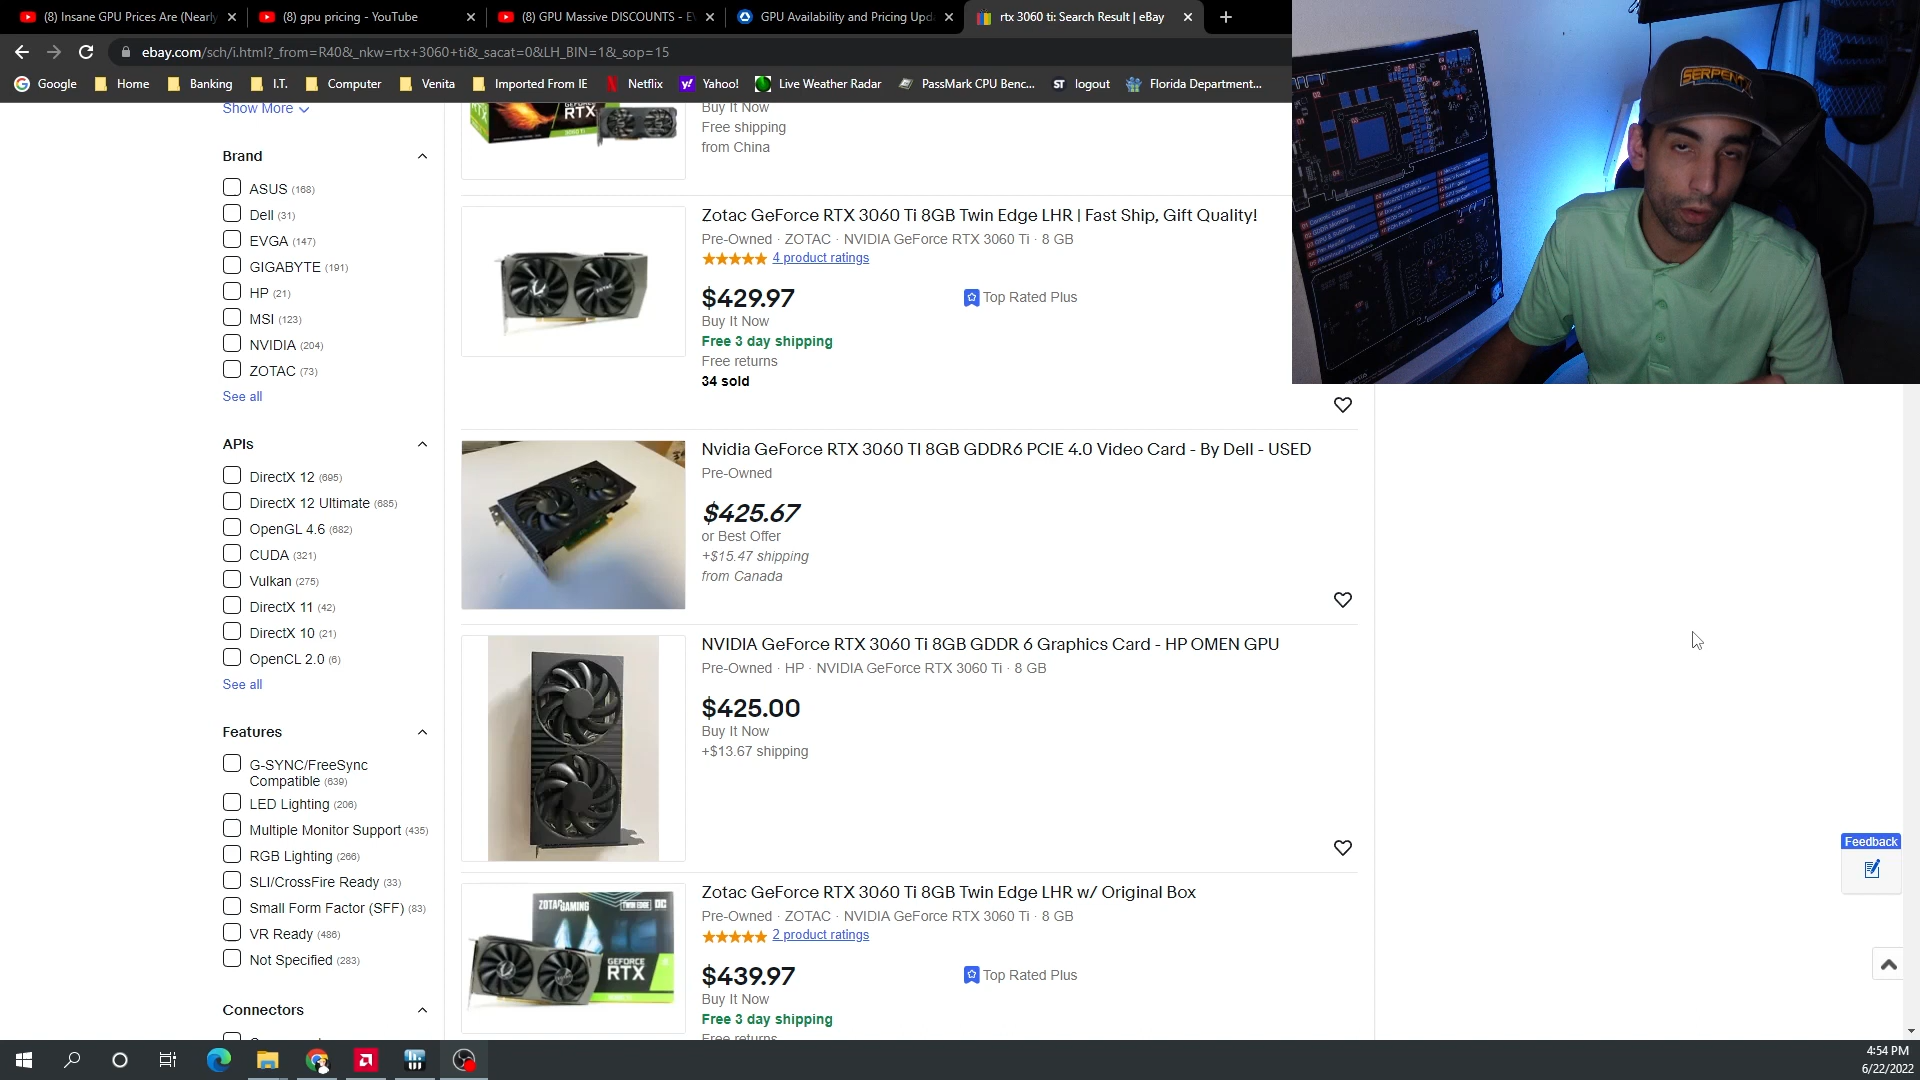 (8) Insane GPU Prices Are (Nearly
(8) gpu pricing - YouTube
(8) GPU Massive DISCOUNTS - EV
GPU Availability and Pricing Upda
rtx 3060 ti: Search Result | eBay
ebay.com/sch/i.html?_from=R40&_nkw=rtx+3060+ti&_sacat=0&LH_BIN=1&_sop=15
Google
Home
Banking
I.T.
Computer
Venita
Imported From IE
Netflix
Yahoo!
Live Weather Radar
PassMark CPU Benc...
ST logout
Florida Department...
SERPENT
Show More
Brand
ASUS (168)
Dell (31)
EVGA (147)
GIGABYTE (191)
HP (21)
MSI (123)
NVIDIA (204)
ZOTAC (73)
See all
APIs
DirectX 12 (695)
DirectX 12 Ultimate (685)
OpenGL 4.6 (682)
CUDA (321)
Vulkan (275)
DirectX 11 (42)
DirectX 10 (21)
OpenCL 2.0 (6)
See all
Features
G-SYNC/FreeSync
Compatible (639)
LED Lighting (206)
Multiple Monitor Support (435)
RGB Lighting (266)
SLI/CrossFire Ready (33)
Small Form Factor (SFF) (83)
VR Ready (486)
Not Specified (283)
Connectors
RTX
Buy It Now
Free shipping
from China
Zotac GeForce RTX 3060 Ti 8GB Twin Edge LHR | Fast Ship, Gift Quality!
Pre-Owned · ZOTAC · NVIDIA GeForce RTX 3060 Ti · 8 GB
4 product ratings
$429.97
Top Rated Plus
Buy It Now
Free 3 day shipping
Free returns
34 sold
Nvidia GeForce RTX 3060 TI 8GB GDDR6 PCIE 4.0 Video Card - By Dell - USED
Pre-Owned
$425.67
or Best Offer
+$15.47 shipping
from Canada
NVIDIA GeForce RTX 3060 Ti 8GB GDDR 6 Graphics Card - HP OMEN GPU
Pre-Owned · HP · NVIDIA GeForce RTX 3060 Ti · 8 GB
$425.00
Buy It Now
+$13.67 shipping
Zotac GeForce RTX 3060 Ti 8GB Twin Edge LHR w/ Original Box
Pre-Owned · ZOTAC · NVIDIA GeForce RTX 3060 Ti · 8 GB
2 product ratings
$439.97
Top Rated Plus
Buy It Now
Free 3 day shipping
Free returns
ZOTAC GAMING
TWIN EDGE OC
GEFORCE
RTX
Feedback
4:54 PM
6/22/2022